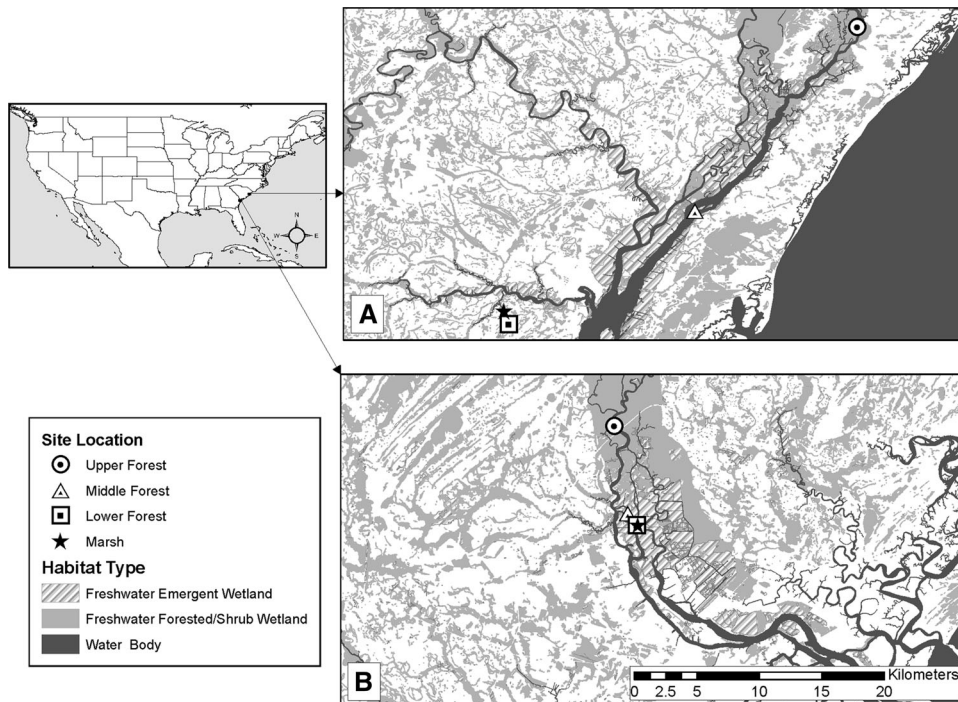 N
W E
S
A
Site Location
Upper Forest
Middle Forest
Lower Forest
Marsh
Habitat Type
Freshwater Emergent Wetland
Freshwater Forested/Shrub Wetland
Water Body
B
Kilometers
0 2.5 5 10 15 20